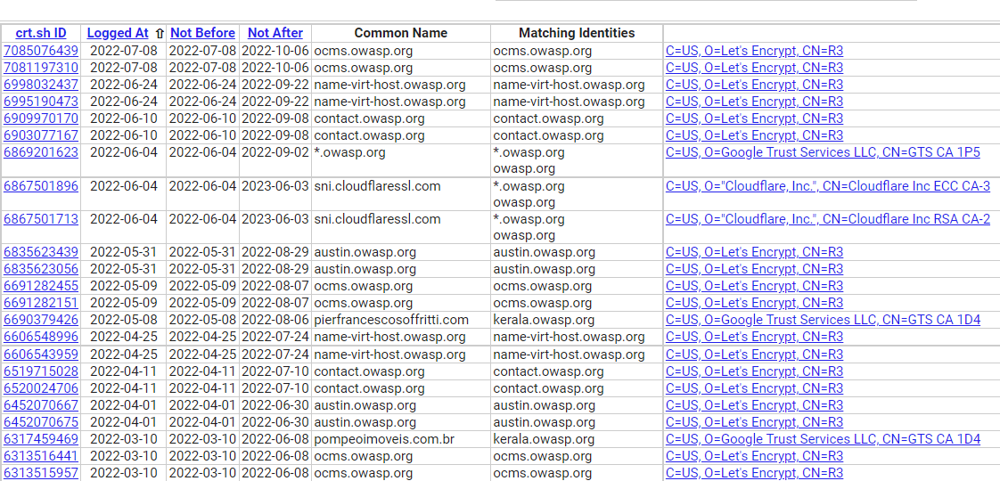 crt.sh ID Logged At ⇧ Not Before Not After Common Name Matching Identities
7085076439 2022-07-08 2022-07-08 2022-10-06 ocms.owasp.org ocms.owasp.org C=US, O=Let's Encrypt, CN=R3
7081197310 2022-07-08 2022-07-08 2022-10-06 ocms.owasp.org ocms.owasp.org C=US, O=Let's Encrypt, CN=R3
6998032437 2022-06-24 2022-06-24 2022-09-22 name-virt-host.owasp.org name-virt-host.owasp.org C=US, O=Let's Encrypt, CN=R3
6995190473 2022-06-24 2022-06-24 2022-09-22 name-virt-host.owasp.org name-virt-host.owasp.org C=US, O=Let's Encrypt, CN=R3
6909970170 2022-06-10 2022-06-10 2022-09-08 contact.owasp.org contact.owasp.org C=US, O=Let's Encrypt, CN=R3
6903077167 2022-06-10 2022-06-10 2022-09-08 contact.owasp.org contact.owasp.org C=US, O=Let's Encrypt, CN=R3
6869201623 2022-06-04 2022-06-04 2022-09-02 *.owasp.org *.owasp.org C=US, O=Google Trust Services LLC, CN=GTS CA 1P5
owasp.org
6867501896 2022-06-04 2022-06-04 2023-06-03 sni.cloudflaressl.com *.owasp.org C=US, O="Cloudflare, Inc.", CN=Cloudflare Inc ECC CA-3
owasp.org
6867501713 2022-06-04 2022-06-04 2023-06-03 sni.cloudflaressl.com *.owasp.org C=US, O="Cloudflare, Inc.", CN=Cloudflare Inc RSA CA-2
owasp.org
6835623439 2022-05-31 2022-05-31 2022-08-29 austin.owasp.org austin.owasp.org C=US, O=Let's Encrypt, CN=R3
6835623056 2022-05-31 2022-05-31 2022-08-29 austin.owasp.org austin.owasp.org C=US, O=Let's Encrypt, CN=R3
6691282455 2022-05-09 2022-05-09 2022-08-07 ocms.owasp.org ocms.owasp.org C=US, O=Let's Encrypt, CN=R3
6691282151 2022-05-09 2022-05-09 2022-08-07 ocms.owasp.org ocms.owasp.org C=US, O=Let's Encrypt, CN=R3
6690379426 2022-05-08 2022-05-08 2022-08-06 pierfrancescosoffritti.com kerala.owasp.org C=US, O=Google Trust Services LLC, CN=GTS CA 1D4
6606548996 2022-04-25 2022-04-25 2022-07-24 name-virt-host.owasp.org name-virt-host.owasp.org C=US, O=Let's Encrypt, CN=R3
6606543959 2022-04-25 2022-04-25 2022-07-24 name-virt-host.owasp.org name-virt-host.owasp.org C=US, O=Let's Encrypt, CN=R3
6519715028 2022-04-11 2022-04-11 2022-07-10 contact.owasp.org contact.owasp.org C=US, O=Let's Encrypt, CN=R3
6520024706 2022-04-11 2022-04-11 2022-07-10 contact.owasp.org contact.owasp.org C=US, O=Let's Encrypt, CN=R3
6452070667 2022-04-01 2022-04-01 2022-06-30 austin.owasp.org austin.owasp.org C=US, O=Let's Encrypt, CN=R3
6452070675 2022-04-01 2022-04-01 2022-06-30 austin.owasp.org austin.owasp.org C=US, O=Let's Encrypt, CN=R3
6317459469 2022-03-10 2022-03-10 2022-06-08 pompeoimoveis.com.br kerala.owasp.org C=US, O=Google Trust Services LLC, CN=GTS CA 1D4
6313516441 2022-03-10 2022-03-10 2022-06-08 ocms.owasp.org ocms.owasp.org C=US, O=Let's Encrypt, CN=R3
6313515957 2022-03-10 2022-03-10 2022-06-08 ocms.owasp.org ocms.owasp.org C=US, O=Let's Encrypt, CN=R3